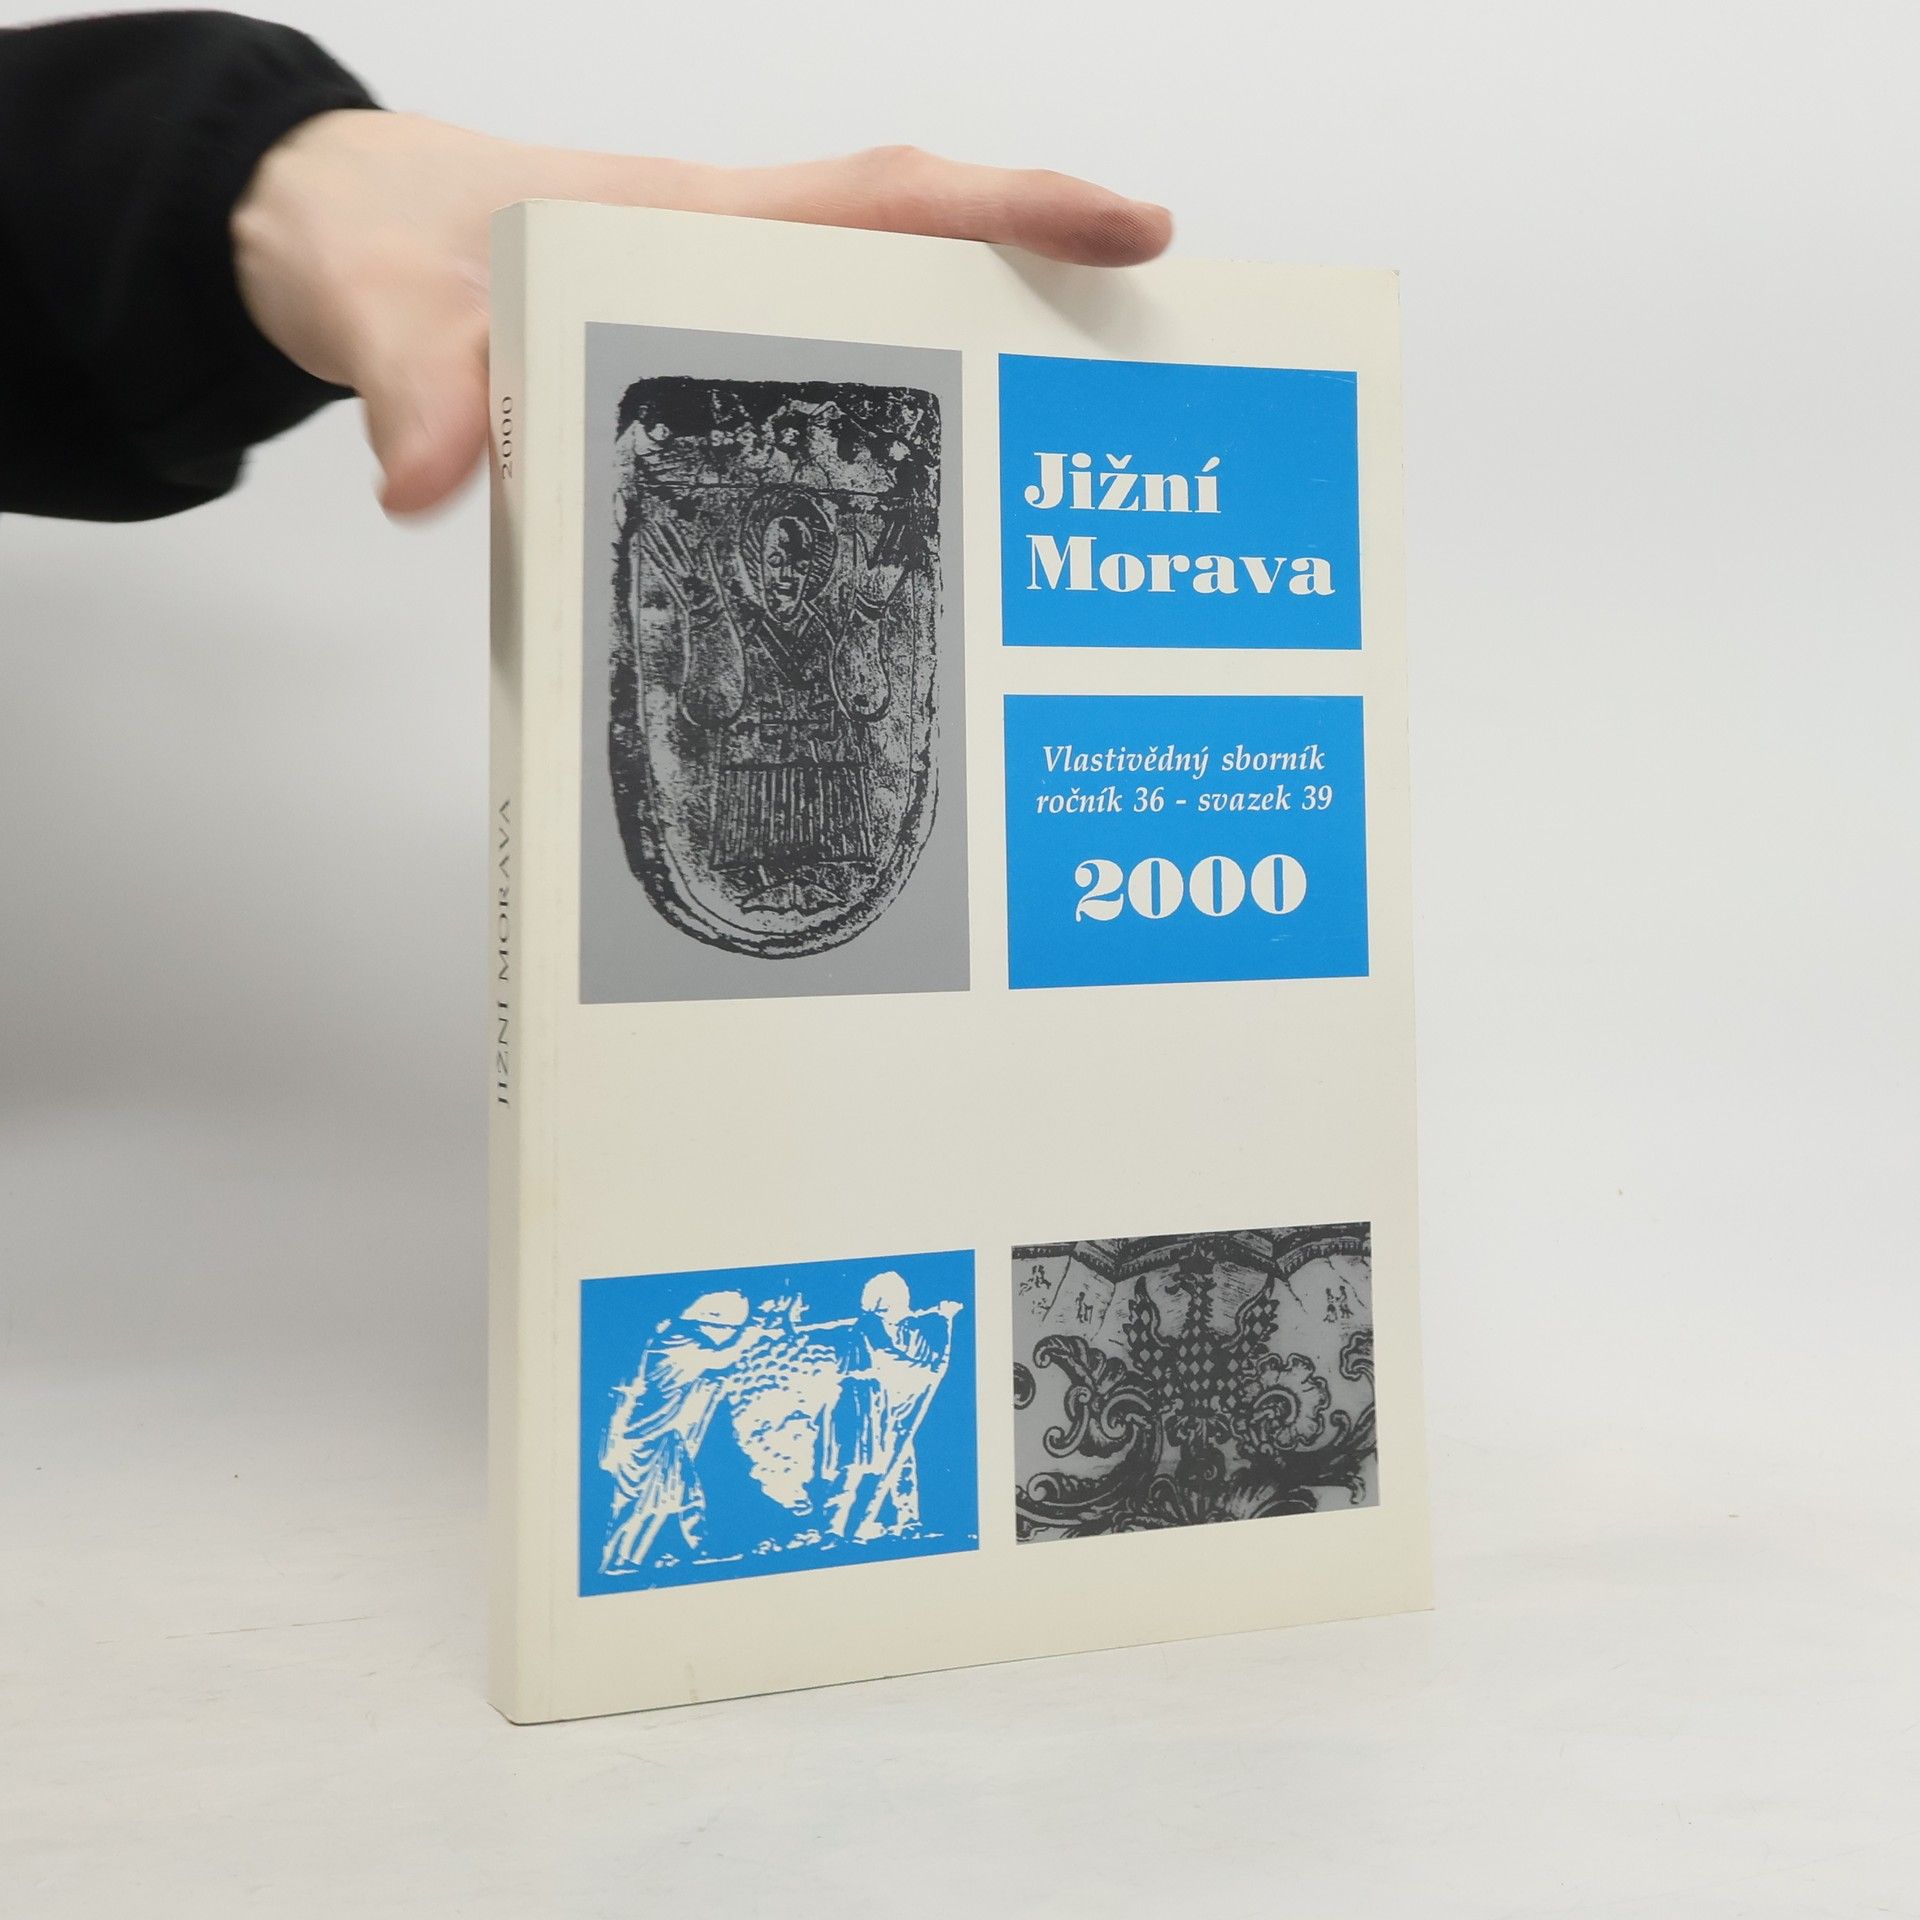 Jižní
Morava
Vlastivědný sborník
ročník 36 - svazek 39
2000
JIŽNÍ MORAVA 2000